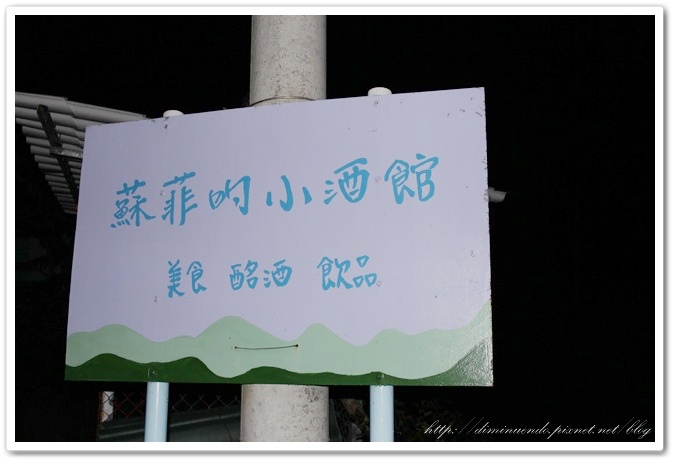 蘇菲的小酒館
美食 酩酒 飲品
http://diminuendo.pixnet.net/blog